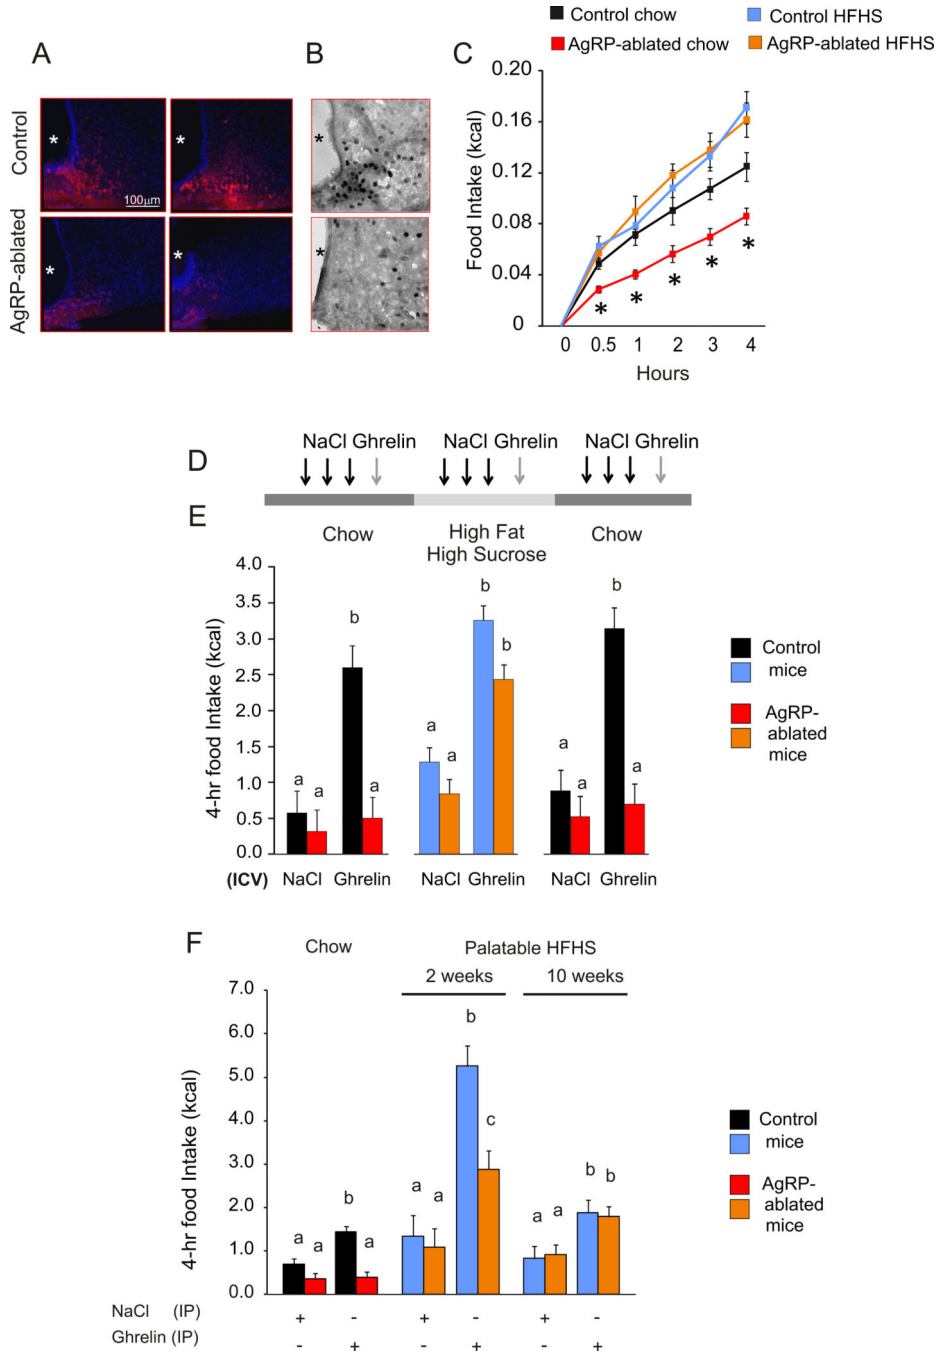 Control chow
Control HFHS
AgRP-ablated chow
AgRP-ablated HFHS
A
B
C
Control
AgRP-ablated
*
*
100μm
*
*
*
*
Food Intake (kcal)
0.20
0.16
0.12
0.08
0.04
0
* * * * *
0 0.5 1 2 3 4
Hours
D
NaCl Ghrelin
NaCl Ghrelin
NaCl Ghrelin
E
Chow
High Fat
High Sucrose
Chow
4-hr food Intake (kcal)
4.0
3.5
3.0
2.5
1.5
1.0
0.5
0.0
a a b a
a a b b
a a b a
(ICV)
NaCl Ghrelin
NaCl Ghrelin
NaCl Ghrelin
Control
mice
AgRP-
ablated
mice
F
Chow
Palatable HFHS
2 weeks
10 weeks
4-hr food Intake (kcal)
7.0
6.0
5.0
4.0
3.0
2.0
1.0
0.0
a a b a
a a b c
a a b b
Control
mice
AgRP-
ablated
mice
NaCl (IP) + - + - + -
Ghrelin (IP) - + - + - +